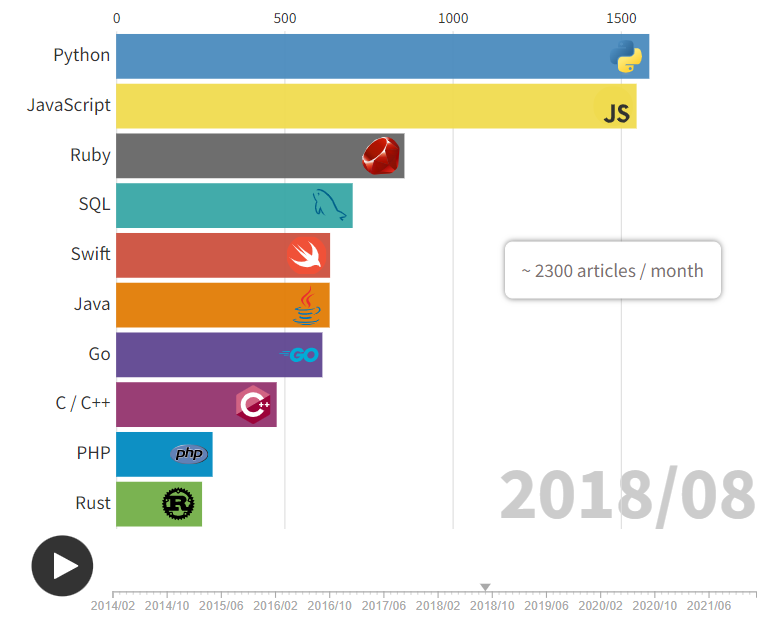 0 500 1000 1500
Python
JavaScript JS
Ruby
SQL
Swift
~ 2300 articles / month
Java
Go GO
C / C++ C++
PHP php
Rust R
2018/08
2014/02 2014/10 2015/06 2016/02 2016/10 2017/06 2018/02 2018/10 2019/06 2020/02 2020/10 2021/06